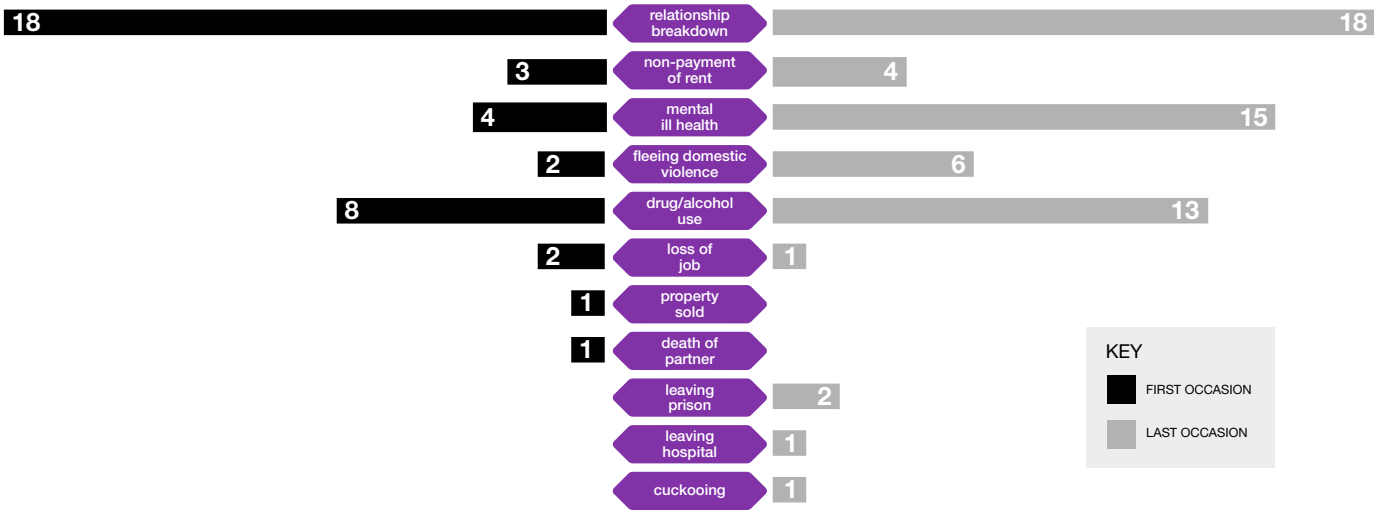 18
relationship
breakdown
18
3
non-payment
of rent
4
4
mental
ill health
15
2
fleeing domestic
violence
6
8
drug/alcohol
use
13
2
loss of
job
1
1
property
sold
1
death of
partner
leaving
prison
2
leaving
hospital
1
cuckooing
1
KEY
FIRST OCCASION
LAST OCCASION